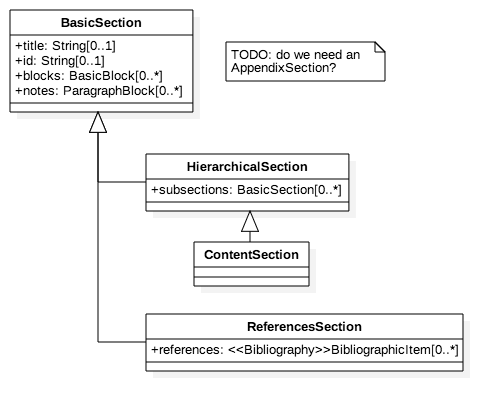 BasicSection
+title: String[0..1]
+id: String[0..1]
+blocks: BasicBlock[0..*]
+notes: ParagraphBlock[0..*]
TODO: do we need an
AppendixSection?
HierarchicalSection
+subsections: BasicSection[0..*]
ContentSection
ReferencesSection
+references: <<Bibliography>>BibliographicItem[0..*]